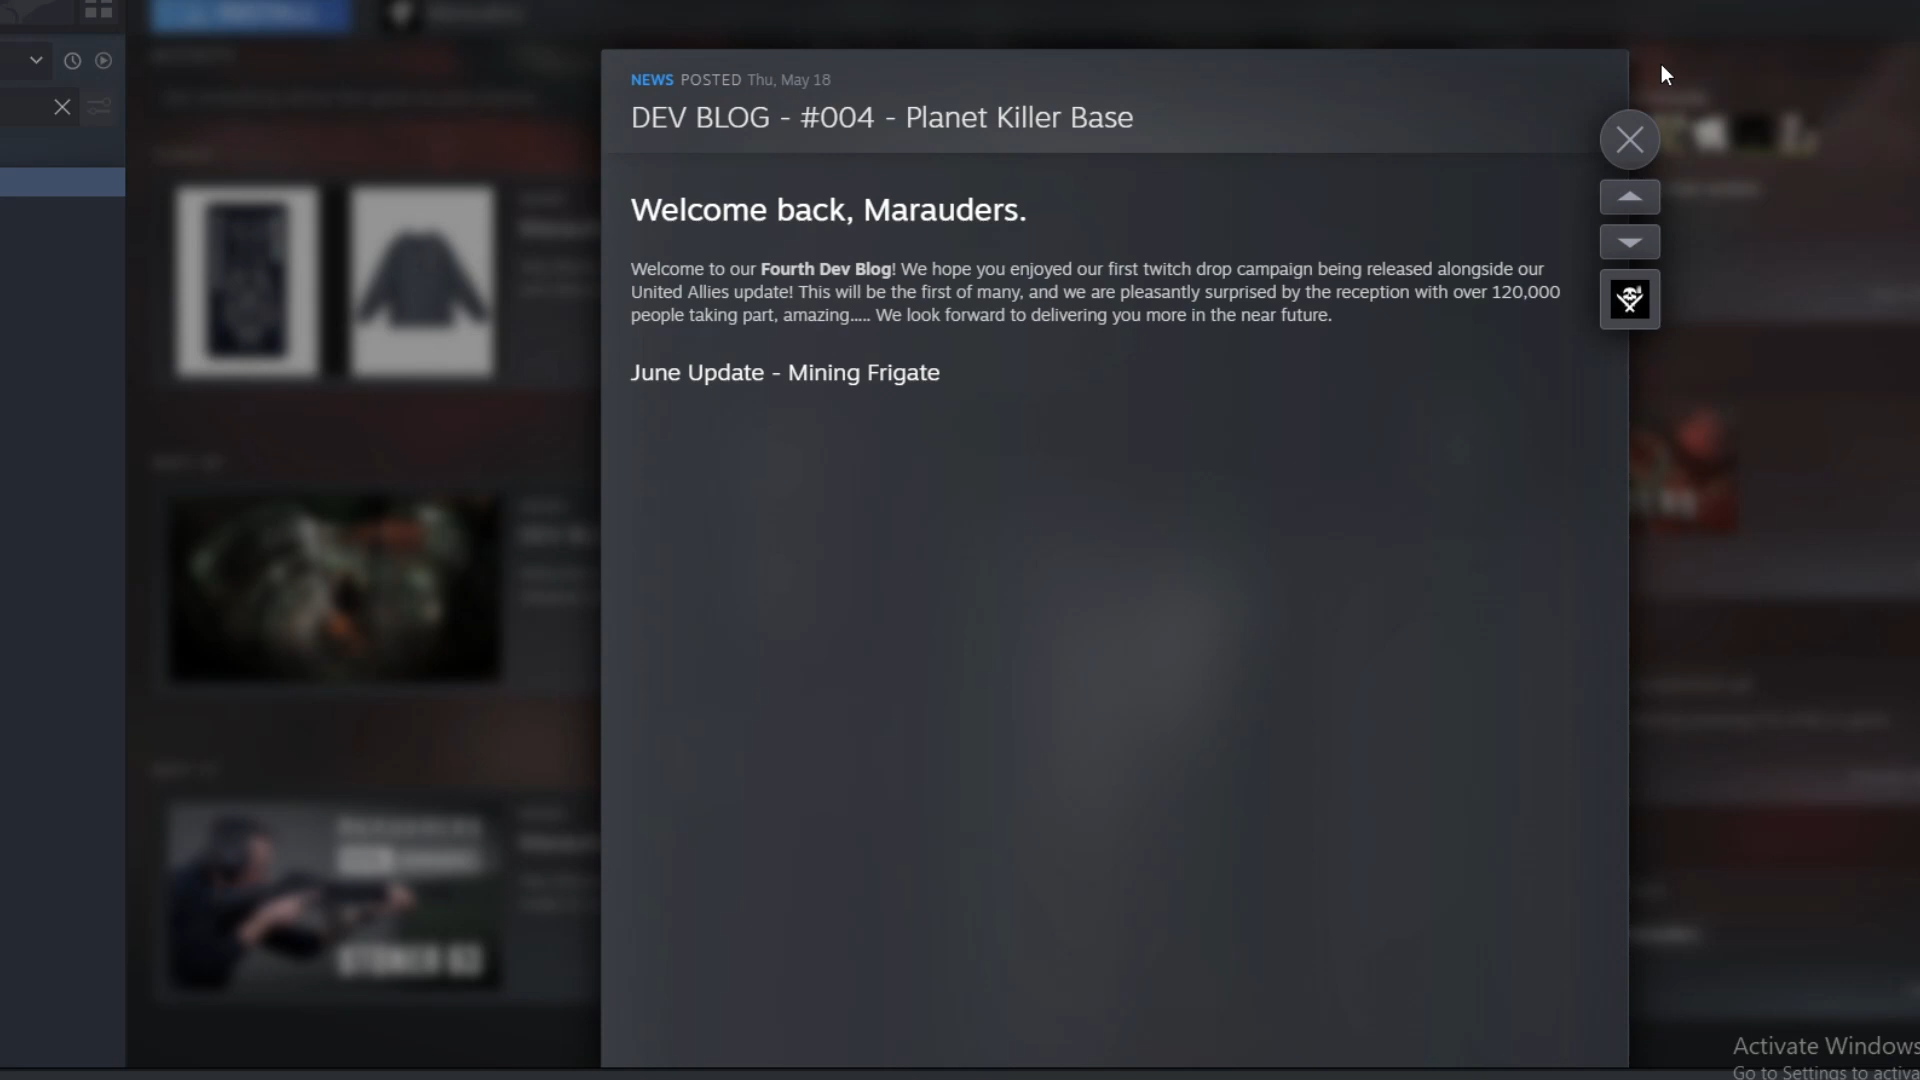 NEWS POSTED Thu, May 18
DEV BLOG - #004 - Planet Killer Base
Welcome back, Marauders.
Welcome to our Fourth Dev Blog! We hope you enjoyed our first twitch drop campaign being released alongside our
United Allies update! This will be the first of many, and we are pleasantly surprised by the reception with over 120,000
people taking part, amazing..... We look forward to delivering you more in the near future.
June Update - Mining Frigate
STONER 63
Activate Windows
Go to Settings to activa